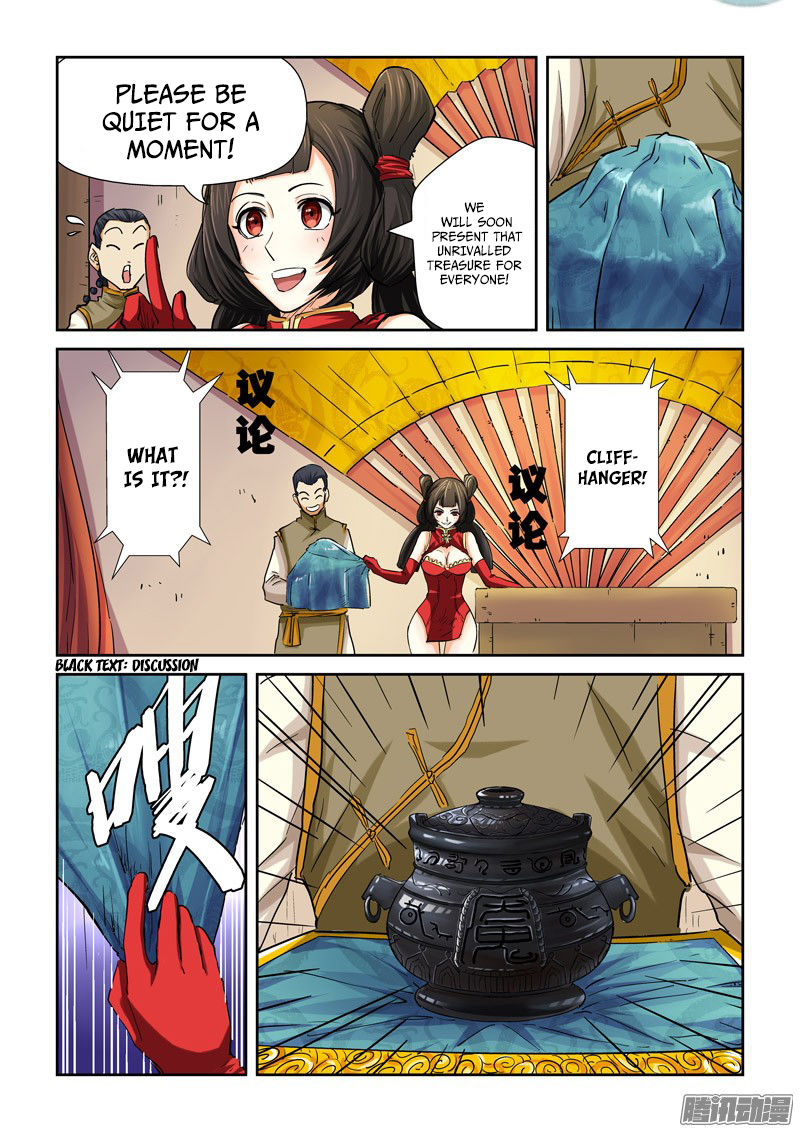 PLEASE BE
QUIET FOR A
MOMENT!
WE
WILL SOON
PRESENT THAT
UNRIVALLED
TREASURE FOR
EVERYONE!
WHAT
IS IT?!
议论
议论
CLIFF-
HANGER!
BLACK TEXT: DISCUSSION
腾讯动漫